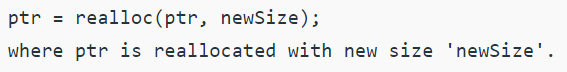 ptr = realloc(ptr, newSize);
where ptr is reallocated with new size 'newSize'.